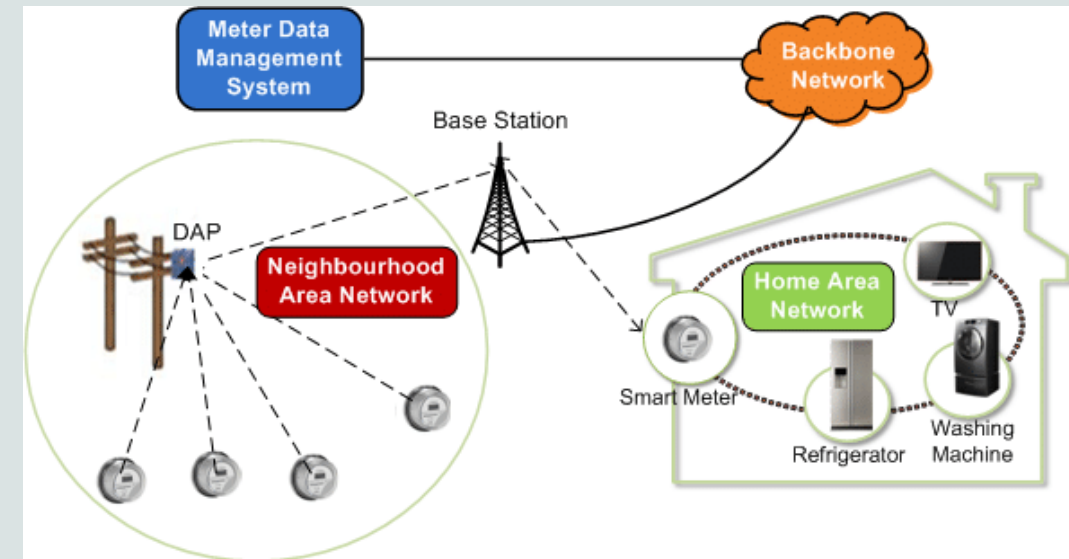 Meter Data
Management
System
Backbone
Network
Base Station
DAP
Neighbourhood
Area Network
Home Area
Network
TV
Smart Meter
Refrigerator
Washing
Machine